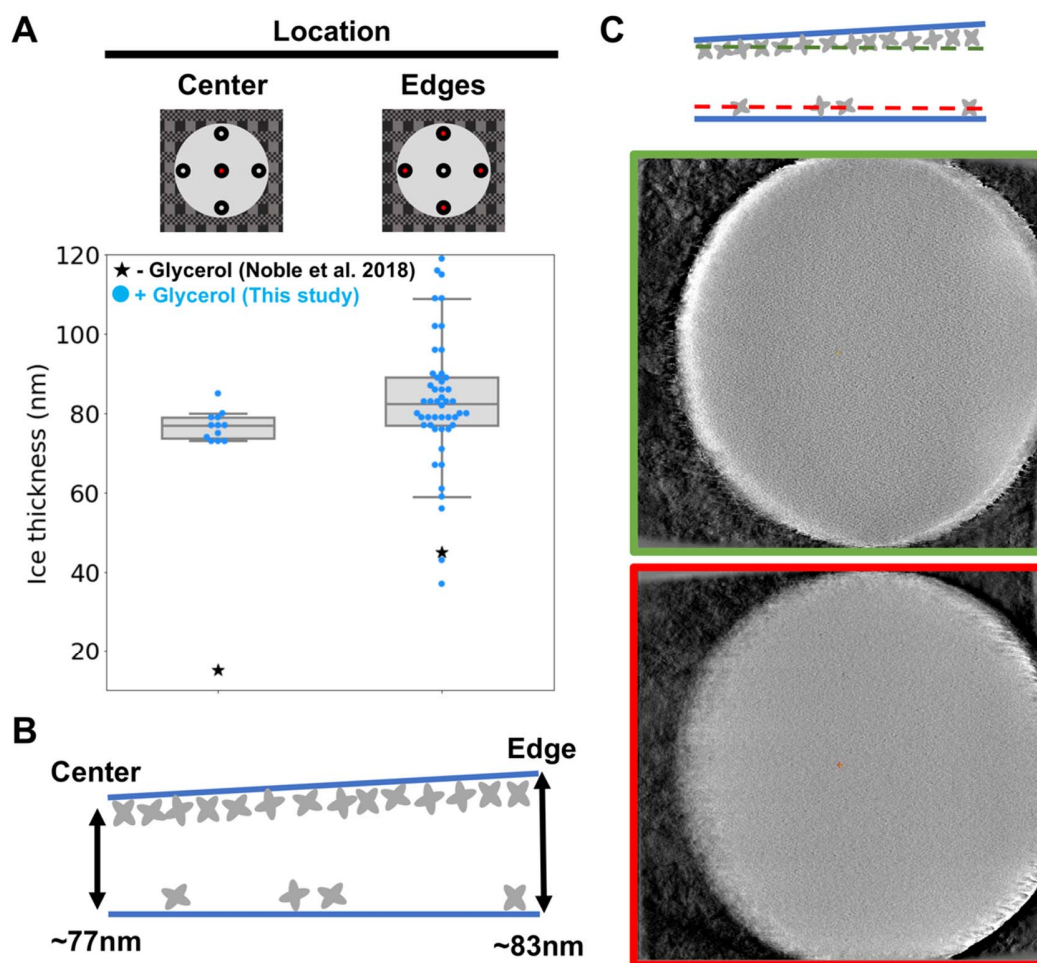 A
Location
Center Edges
★ - Glycerol (Noble et al. 2018)
● + Glycerol (This study)
Ice thickness (nm)
120
100
80
60
40
20
B
Center
Edge
~77nm
~83nm
C